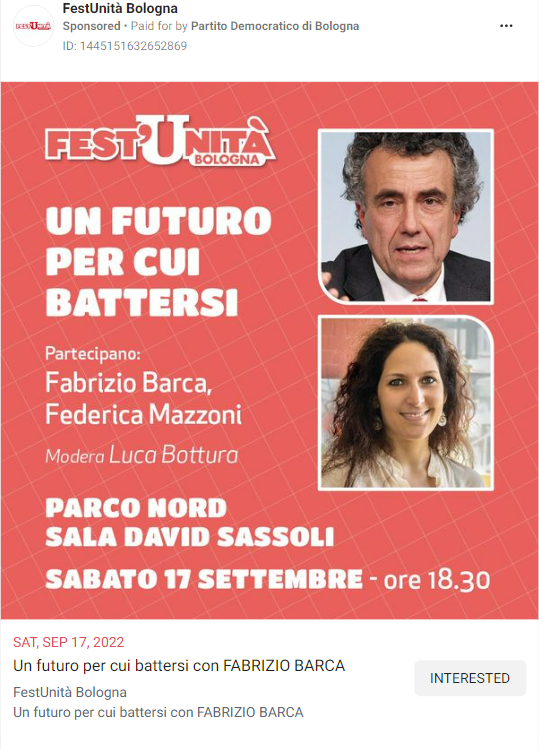 FestUnità Bologna
Sponsored • Paid for by Partito Democratico di Bologna
ID: 1445151632652869
FEST'UNITÀ
FEST'UNITÀ
BOLOGNA
UN FUTURO
PER CUI
BATTERSI
Partecipano:
Fabrizio Barca,
Federica Mazzoni
Modera Luca Bottura
PARCO NORD
SALA DAVID SASSOLI
SABATO 17 SETTEMBRE - ore 18.30
SAT, SEP 17, 2022
Un futuro per cui battersi con FABRIZIO BARCA
INTERESTED
FestUnità Bologna
Un futuro per cui battersi con FABRIZIO BARCA